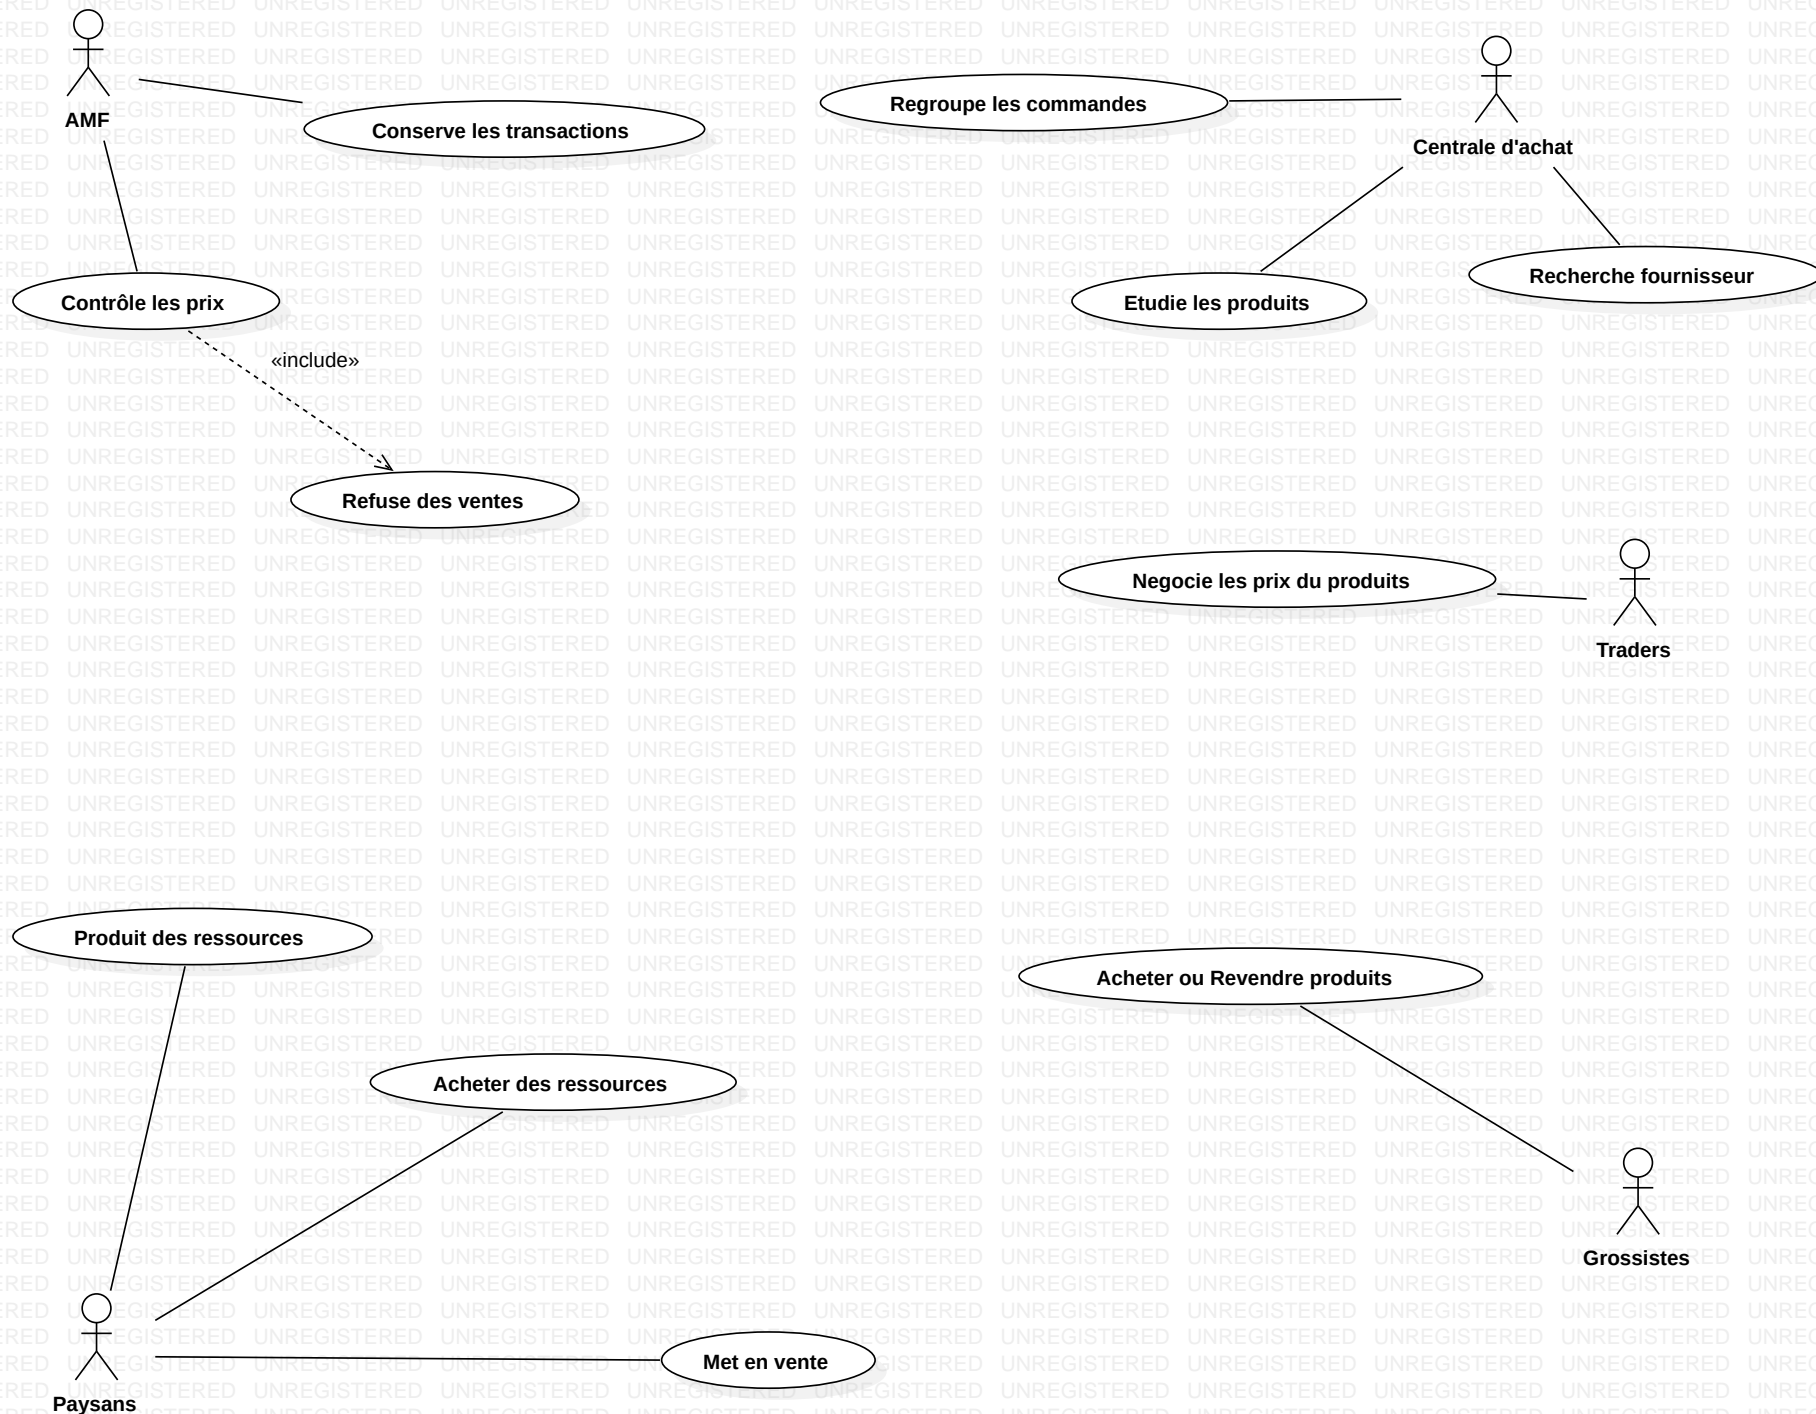 AMF
Conserve les transactions
Regroupe les commandes
Centrale d'achat
Contrôle les prix
Etudie les produits
Recherche fournisseur
«include»
Refuse des ventes
Negocie les prix du produits
Traders
Produit des ressources
Acheter ou Revendre produits
Acheter des ressources
Grossistes
Met en vente
Paysans
UNREGISTERED